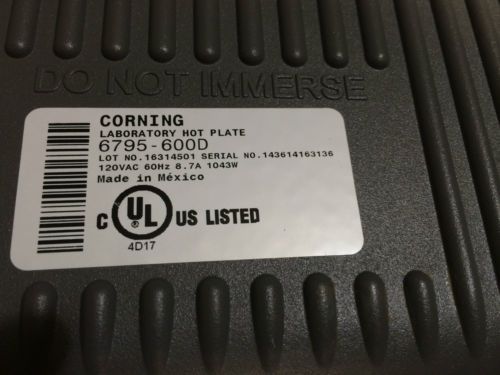 DO NOT IMMERSE
CORNING
LABORATORY HOT PLATE
6795-600D
LOT NO.16314501 SERIAL NO.143614163136
120VAC 60Hz 8.7A 1043W
Made in México
C UL US LISTED
4D17